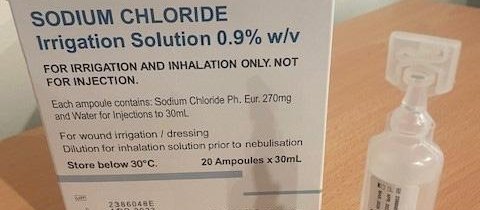 SODIUM CHLORIDE
Irrigation Solution 0.9% w/v
FOR IRRIGATION AND INHALATION ONLY. NOT
FOR INJECTION.
Each ampoule contains: Sodium Chloride Ph. Eur. 270mg
and Water for Injections to 30mL
For wound irrigation / dressing
Dilution for inhalation solution prior to nebulisation
Store below 30°C.
20 Ampoules x 30mL
2386048E